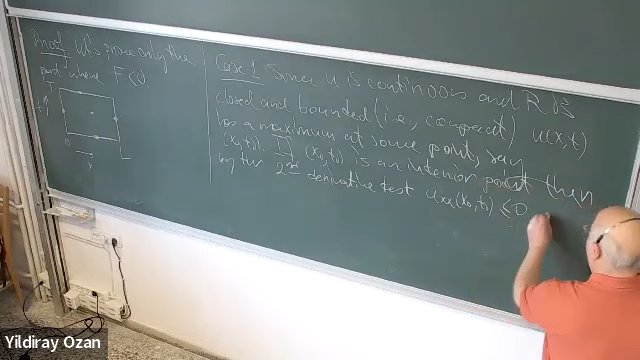 Proof Let's prove only the
part where F<0.
T
t
0
x
L
Case 1 Since u is continuous and R is
closed and bounded (i.e., compact) u(x,t)
has a maximum at some point, say
(x₀,t₀). If (x₀,t₀) is an interior point then
by the 2nd derivative test uxx(x₀,t₀) ≤0
Yildiray Ozan